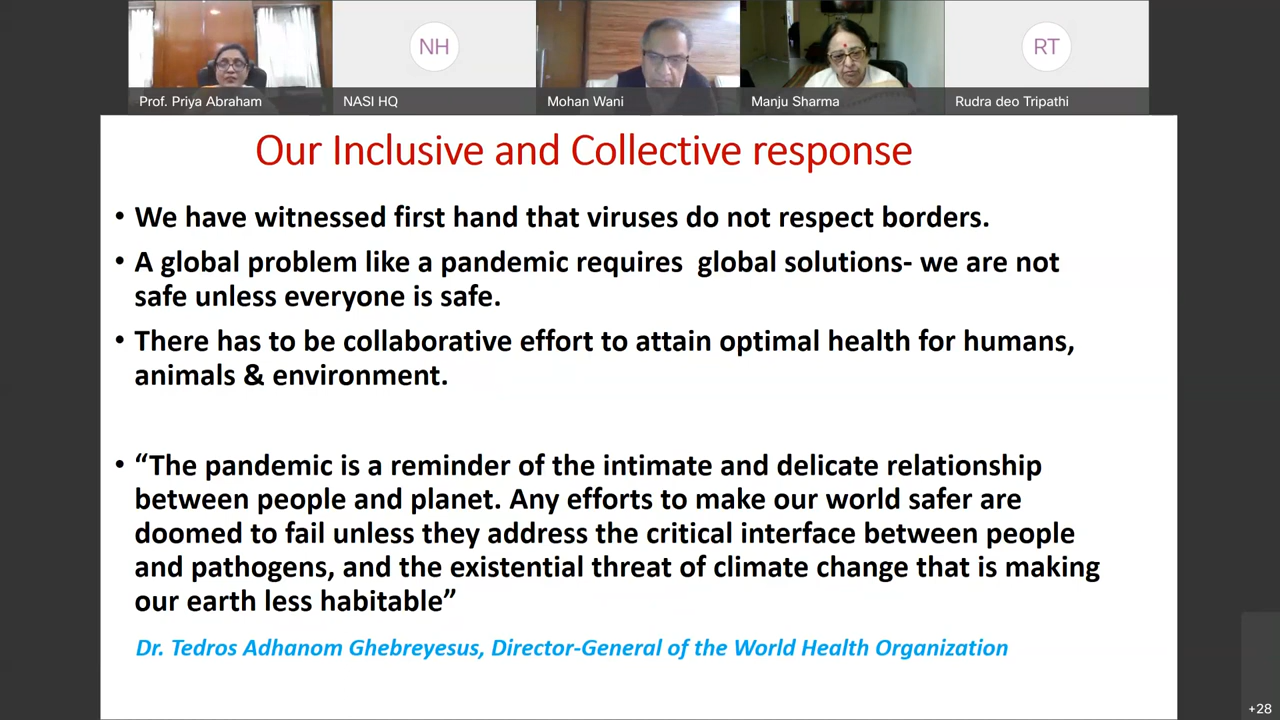 NH
RT
Prof. Priya Abraham
NASI HQ
Mohan Wani
Manju Sharma
Rudra deo Tripathi
Our Inclusive and Collective response
• We have witnessed first hand that viruses do not respect borders.
• A global problem like a pandemic requires  global solutions- we are not
safe unless everyone is safe.
• There has to be collaborative effort to attain optimal health for humans,
animals & environment.
• “The pandemic is a reminder of the intimate and delicate relationship
between people and planet. Any efforts to make our world safer are
doomed to fail unless they address the critical interface between people
and pathogens, and the existential threat of climate change that is making
our earth less habitable”
Dr. Tedros Adhanom Ghebreyesus, Director-General of the World Health Organization
+28